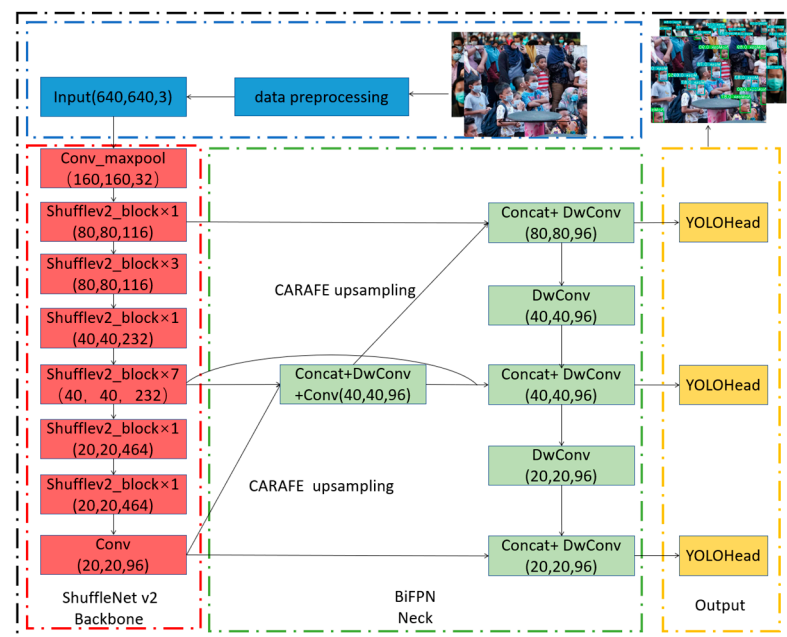 Input(640,640,3)
data preprocessing
Conv_maxpool
(160,160,32)
Shufflev2_block×1
(80,80,116)
Shufflev2_block×3
(80,80,116)
Shufflev2_block×1
(40,40,232)
Shufflev2_block×7
(40，40，232)
Shufflev2_block×1
(20,20,464)
Shufflev2_block×1
(20,20,464)
Conv
(20,20,96)
ShuffleNet v2
Backbone
CARAFE upsampling
Concat+DwConv
+Conv(40,40,96)
CARAFE upsampling
Concat+ DwConv
(80,80,96)
DwConv
(40,40,96)
Concat+ DwConv
(40,40,96)
DwConv
(20,20,96)
Concat+ DwConv
(20,20,96)
BiFPN
Neck
YOLOHead
YOLOHead
YOLOHead
Output